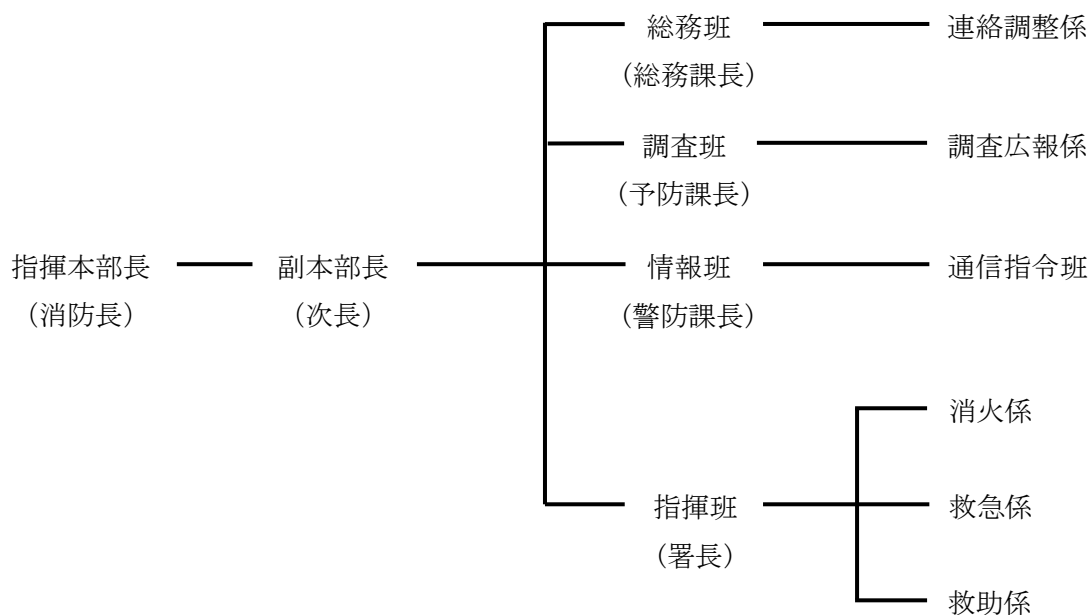 総務班 連絡調整係
（総務課長）
調査班 調査広報係
（予防課長）
指揮本部長 副本部長 情報班 通信指令班
（消防長） （次長） （警防課長）
消火係
指揮班 救急係
（署長）
救助係